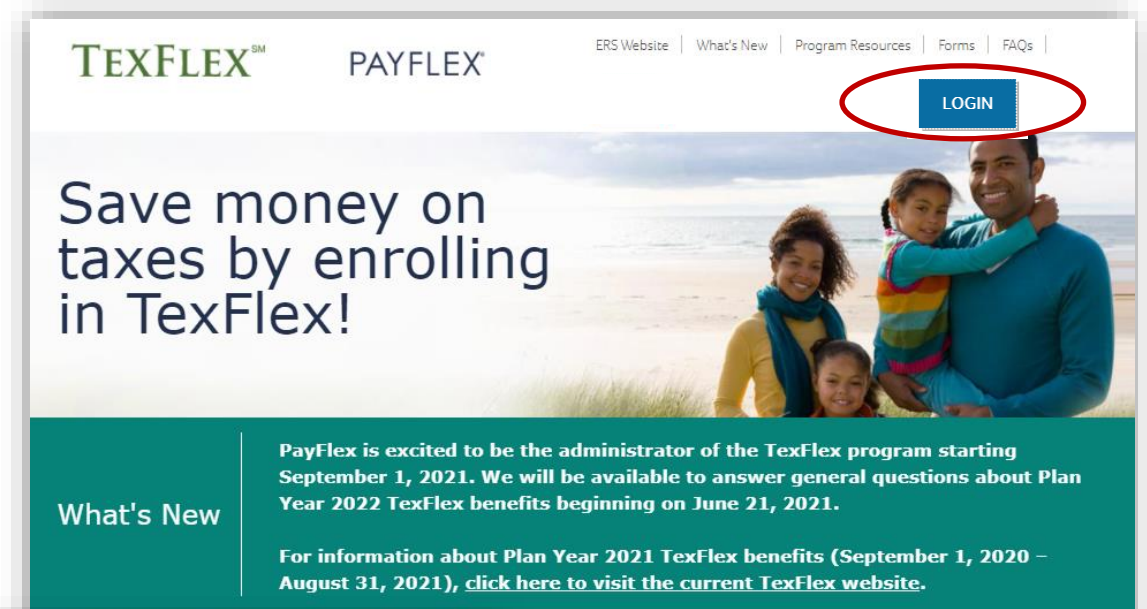 TEXFLEX℠
PAYFLEX®
ERS Website | What's New | Program Resources | Forms | FAQs |
LOGIN
Save money on
taxes by enrolling
in TexFlex!
What's New
PayFlex is excited to be the administrator of the TexFlex program starting
September 1, 2021. We will be available to answer general questions about Plan
Year 2022 TexFlex benefits beginning on June 21, 2021.
For information about Plan Year 2021 TexFlex benefits (September 1, 2020 –
August 31, 2021), click here to visit the current TexFlex website.